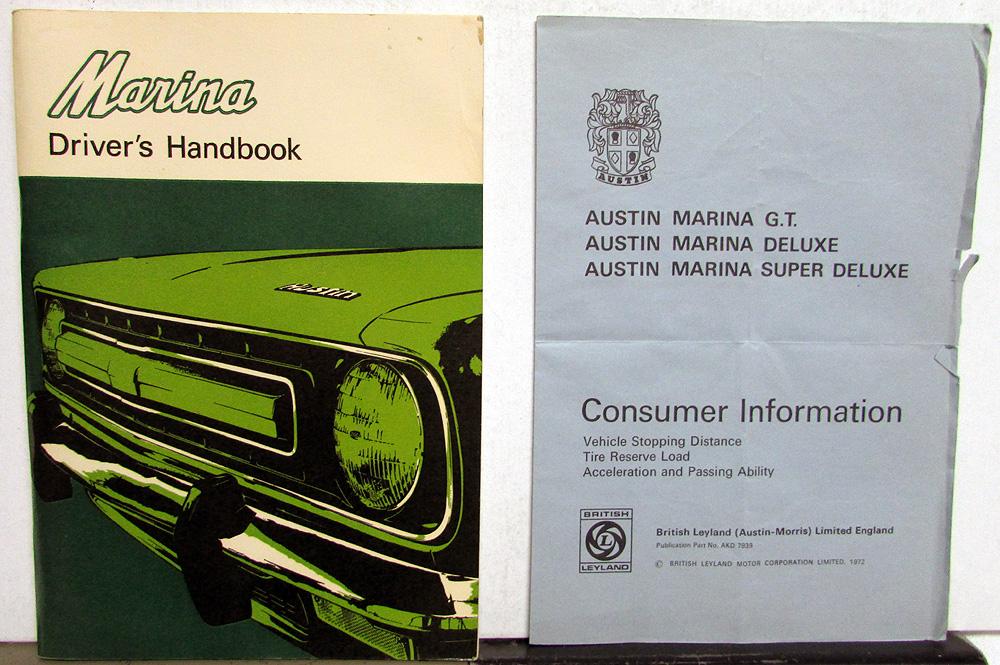 Marina
Driver's Handbook
Austin
AUSTIN
AUSTIN MARINA G.T.
AUSTIN MARINA DELUXE
AUSTIN MARINA SUPER DELUXE
Consumer Information
Vehicle Stopping Distance
Tire Reserve Load
Acceleration and Passing Ability
BRITISH
L
LEYLAND
British Leyland (Austin-Morris) Limited England
Publication Part No. AKD 7939
© BRITISH LEYLAND MOTOR CORPORATION LIMITED, 1972